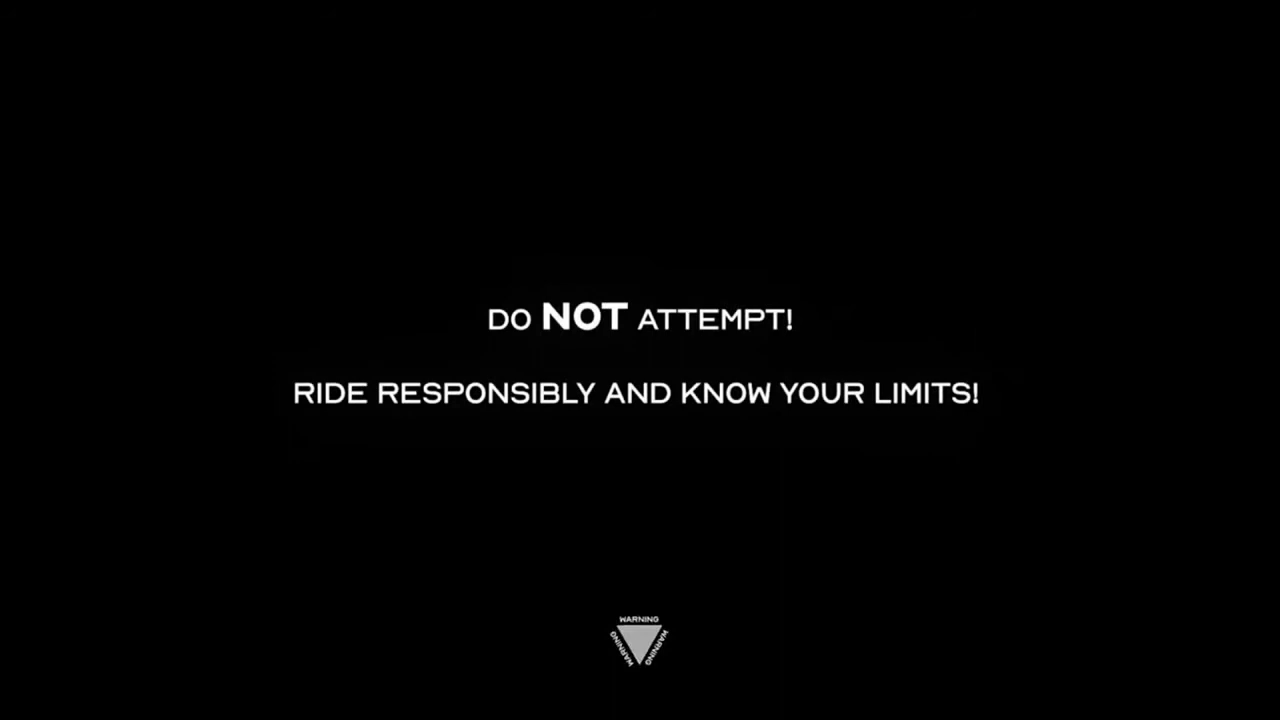 DO NOT ATTEMPT!
RIDE RESPONSIBLY AND KNOW YOUR LIMITS!
WARNING
WARNING
WARNING